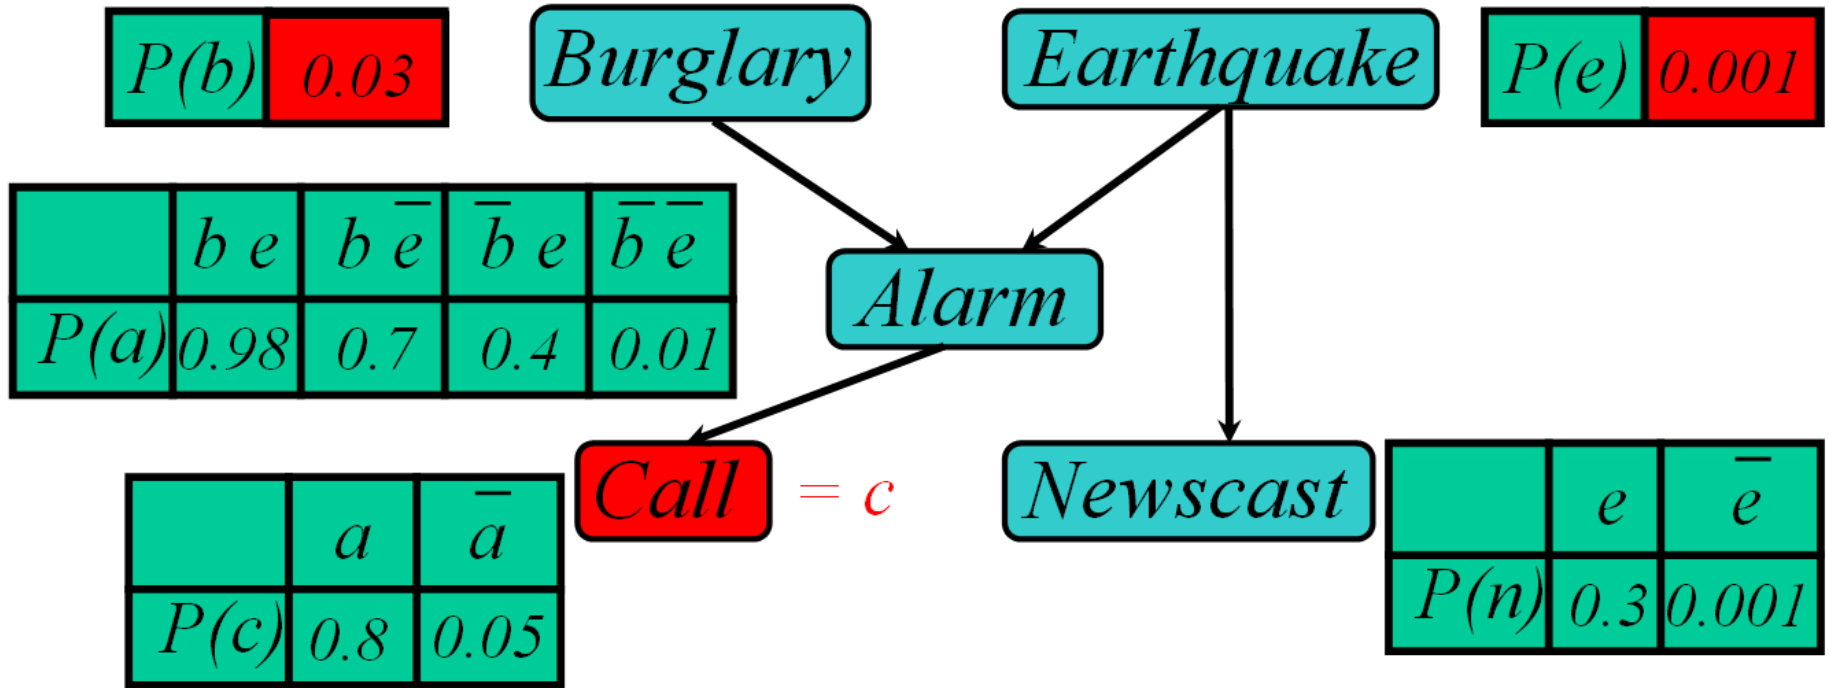 P(b) 0.03
Burglary
Earthquake
P(e) 0.001
b e b e̅ b̅ e b̅ e̅
P(a) 0.98 0.7 0.4 0.01
Alarm
Call = c
Newscast
a a̅
P(c) 0.8 0.05
e e̅
P(n) 0.3 0.001